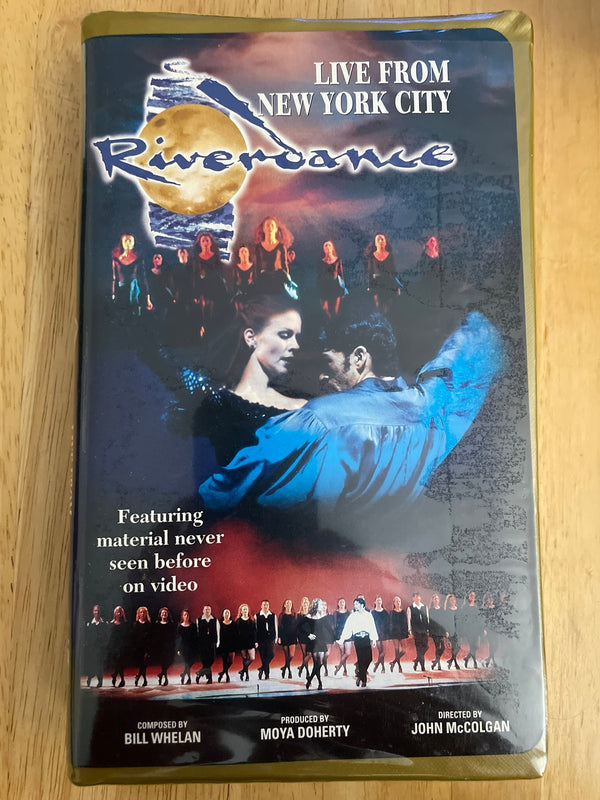 LIVE FROM
NEW YORK CITY
Riverdance
Featuring
material never
seen before
on video
COMPOSED BY
BILL WHELAN
PRODUCED BY
MOYA DOHERTY
DIRECTED BY
JOHN McCOLGAN